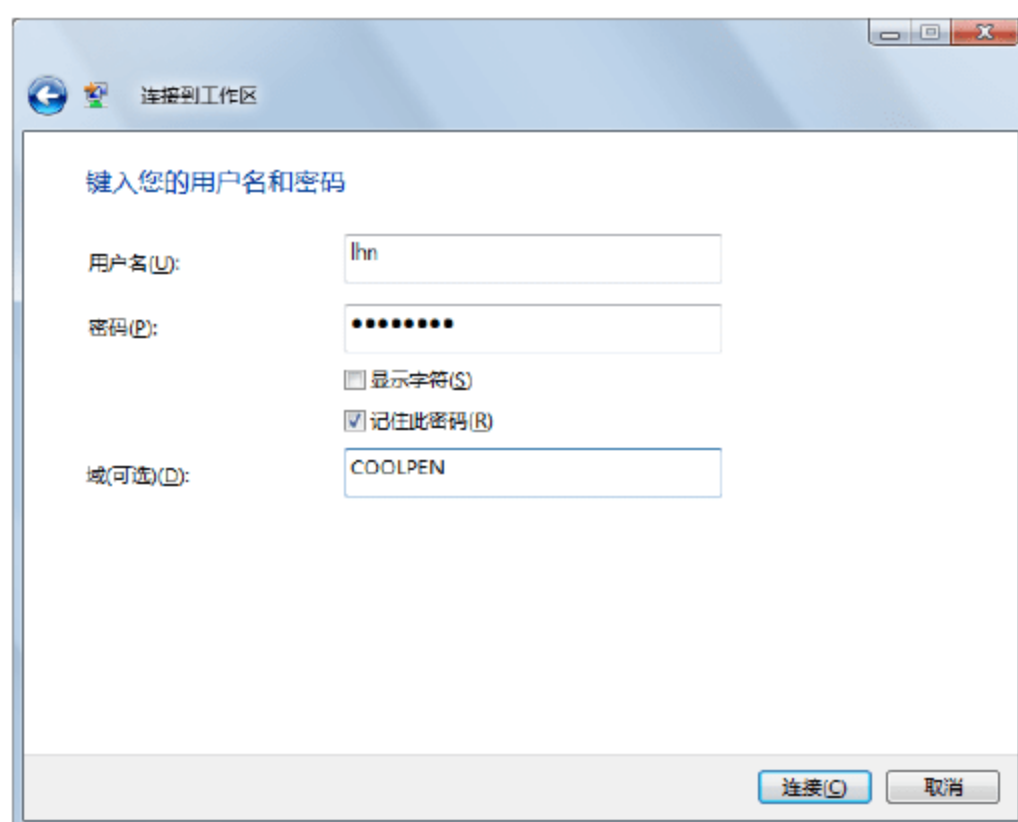 连接到工作区
键入您的用户名和密码
用户名(U): lhn
密码(P): ••••••••
显示字符(S)
记住此密码(R)
域(可选)(D): COOLPEN
连接(C) 取消